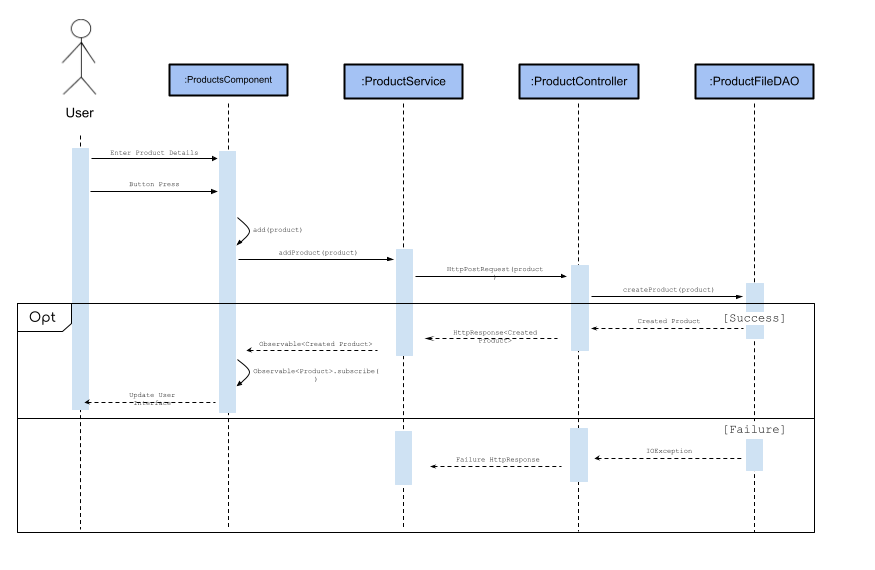 :ProductsComponent
:ProductService
:ProductController
:ProductFileDAO
User
Enter Product Details
Button Press
add(product)
addProduct(product)
HttpPostRequest(product
)
createProduct(product)
Opt
[Success]
Created Product
HttpResponse<Created
Product>
Observable<Created Product>
Observable<Product>.subscribe(
)
Update User
Interface
[Failure]
IOException
Failure HttpResponse